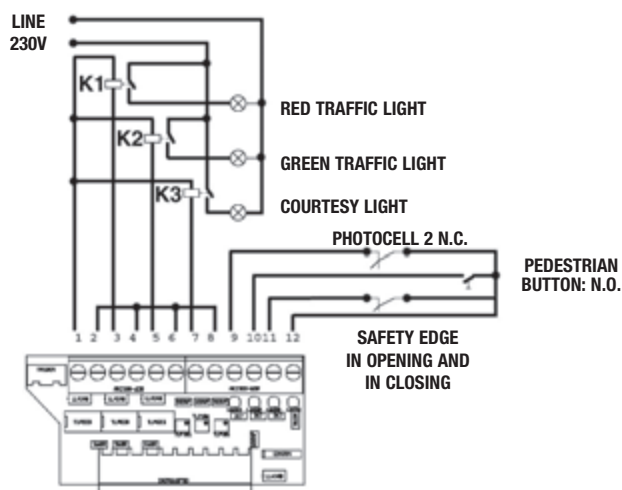 LINE
230V
K1
RED TRAFFIC LIGHT
K2
GREEN TRAFFIC LIGHT
K3
COURTESY LIGHT
PHOTOCELL 2 N.C.
PEDESTRIAN
BUTTON: N.O.
1 2 3 4 5 6 7 8 9 10 11 12
SAFETY EDGE
IN OPENING AND
IN CLOSING